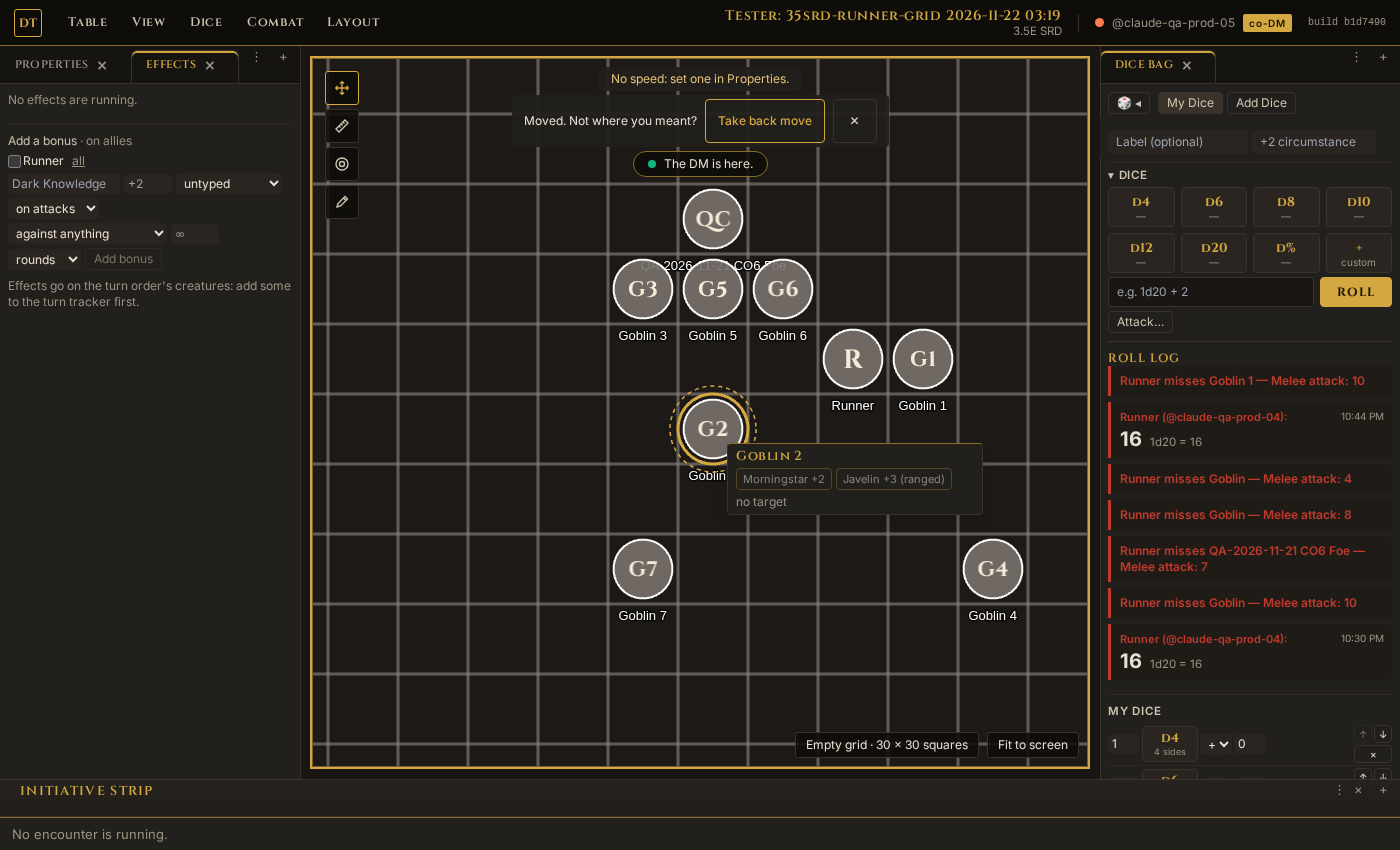 DT
TABLE
VIEW
DICE
COMBAT
LAYOUT
TESTER: 35SRD-RUNNER-GRID 2026-11-22 03:19
3.5E SRD
@claude-qa-prod-05
co-DM
build b1d7490
PROPERTIES ×
EFFECTS ×
No effects are running.
Add a bonus · on allies
Runner all
Dark Knowledge +2 untyped
on attacks
against anything ∞
rounds Add bonus
Effects go on the turn order's creatures: add some
to the turn tracker first.
No speed: set one in Properties.
Moved. Not where you meant? Take back move ×
The DM is here.
QC
QA-2026-11-21 CO6 Foe
G3 G5 G6
Goblin 3 Goblin 5 Goblin 6
R G1
Runner Goblin 1
G2
Goblin
GOBLIN 2
Morningstar +2 Javelin +3 (ranged)
no target
G7 G4
Goblin 7 Goblin 4
Empty grid · 30 × 30 squares
Fit to screen
DICE BAG ×
My Dice
Add Dice
Label (optional) +2 circumstance
▾ DICE
D4 D6 D8 D10
— — — —
D12 D20 D% +
— — — custom
e.g. 1d20 + 2 ROLL
Attack...
ROLL LOG
Runner misses Goblin 1 — Melee attack: 10
Runner (@claude-qa-prod-04): 10:44 PM
16 1d20 = 16
Runner misses Goblin — Melee attack: 4
Runner misses Goblin — Melee attack: 8
Runner misses QA-2026-11-21 CO6 Foe —
Melee attack: 7
Runner misses Goblin — Melee attack: 10
Runner (@claude-qa-prod-04): 10:30 PM
16 1d20 = 16
MY DICE
1 D4 + 0 ↑ ↓
4 sides ×
INITIATIVE STRIP
No encounter is running.